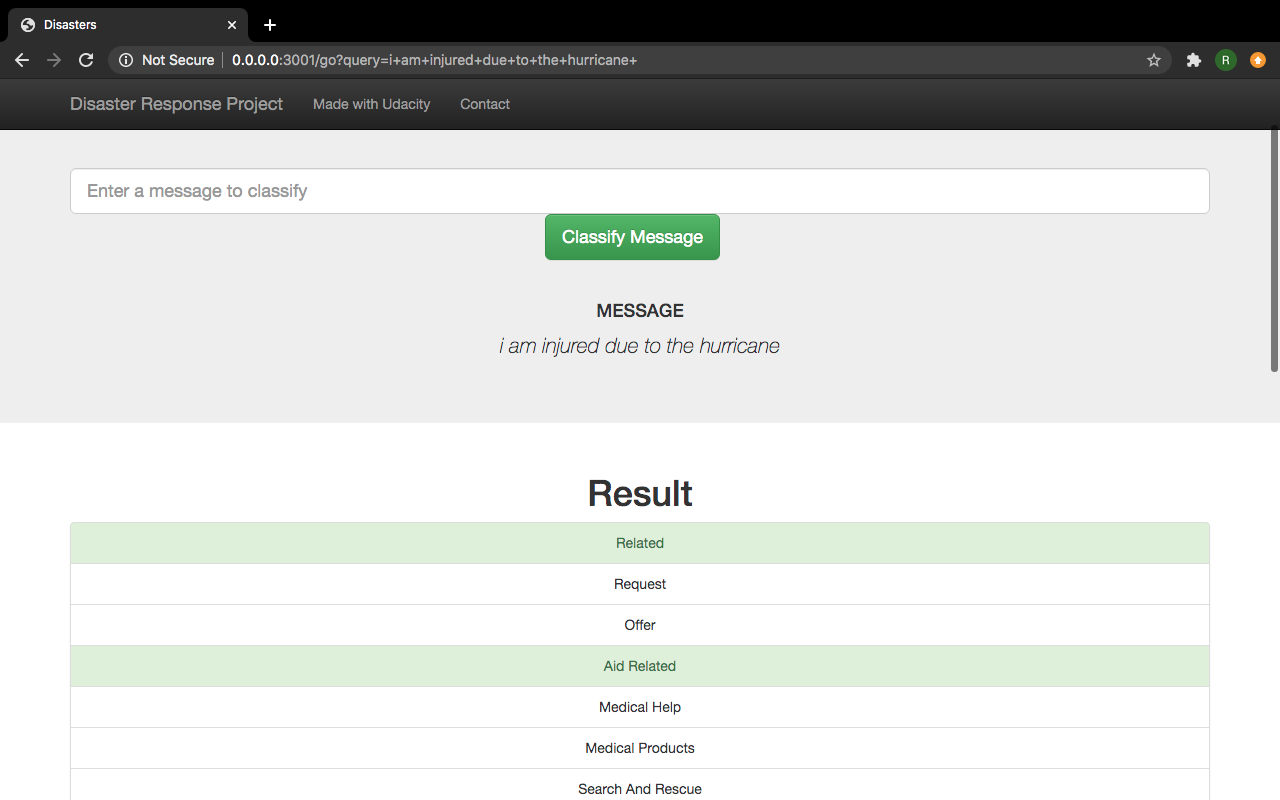 Disasters
Not Secure 0.0.0.0:3001/go?query=i+am+injured+due+to+the+hurricane+
R
Disaster Response Project Made with Udacity Contact
Enter a message to classify
Classify Message
MESSAGE
i am injured due to the hurricane
Result
Related
Request
Offer
Aid Related
Medical Help
Medical Products
Search And Rescue